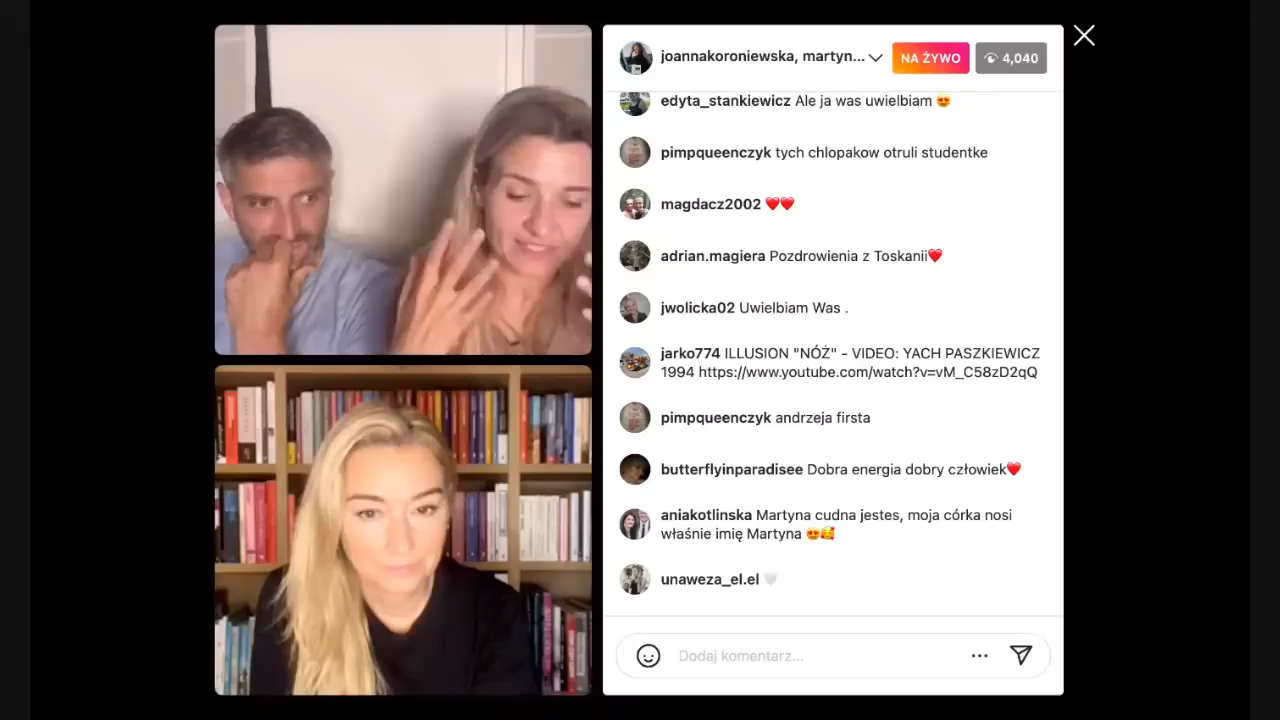 joannakoroniewska, martyn...
NA ŻYWO
4,040
edyta_stankiewicz Ale ja was uwielbiam 😍
pimpqueenczyk tych chlopakow otruli studentke
magdacz2002 ❤️❤️
adrian.magiera Pozdrowienia z Toskanii❤️
jwolicka02 Uwielbiam Was .
jarko774 ILLUSION "NÓŻ" - VIDEO: YACH PASZKIEWICZ
1994 https://www.youtube.com/watch?v=vM_C58zD2qQ
pimpqueenczyk andrzeja firsta
butterflyinparadisee Dobra energia dobry człowiek❤️
aniakotlinska Martyna cudna jestes, moja córka nosi
właśnie imię Martyna 😍🥰
unaweza_el.el 🤍
Dodaj komentarz...